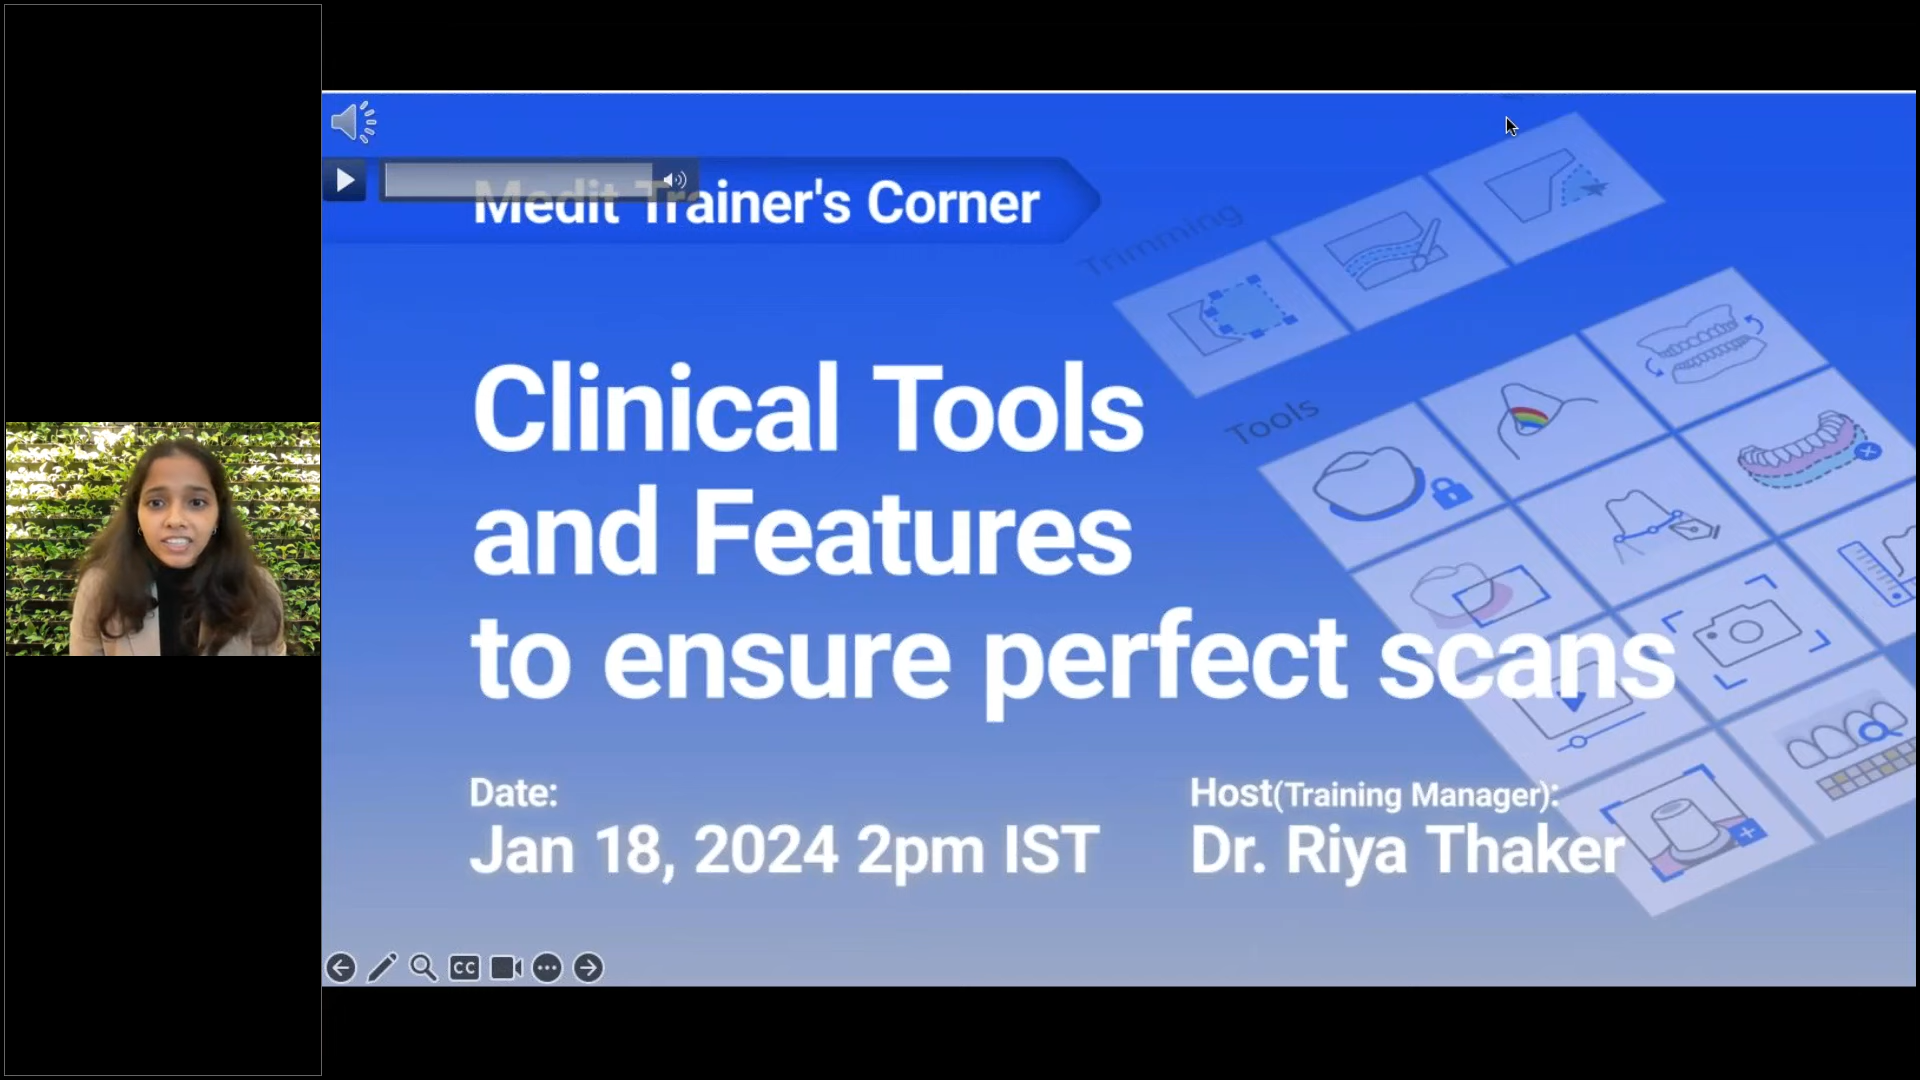 Medit Trainer's Corner
Trimming
Clinical Tools
and Features
to ensure perfect scans
Tools
Date:
Jan 18, 2024 2pm IST
Host(Training Manager):
Dr. Riya Thaker
CC